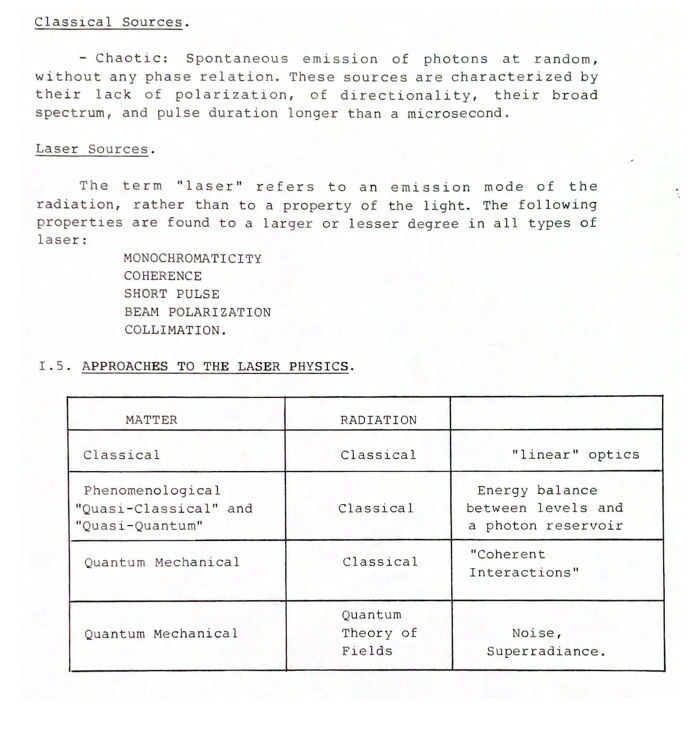 Classical Sources.
- Chaotic: Spontaneous emission of photons at random,
without any phase relation. These sources are characterized by
their lack of polarization, of directionality, their broad
spectrum, and pulse duration longer than a microsecond.
Laser Sources.
The term "laser" refers to an emission mode of the
radiation, rather than to a property of the light. The following
properties are found to a larger or lesser degree in all types of
laser:
MONOCHROMATICITY
COHERENCE
SHORT PULSE
BEAM POLARIZATION
COLLIMATION.
I.5. APPROACHES TO THE LASER PHYSICS.
MATTER RADIATION
Classical Classical "linear" optics
Phenomenological Energy balance
"Quasi-Classical" and Classical between levels and
"Quasi-Quantum" a photon reservoir
Quantum Mechanical Classical "Coherent
Interactions"
Quantum
Quantum Mechanical Theory of Noise,
Fields Superradiance.